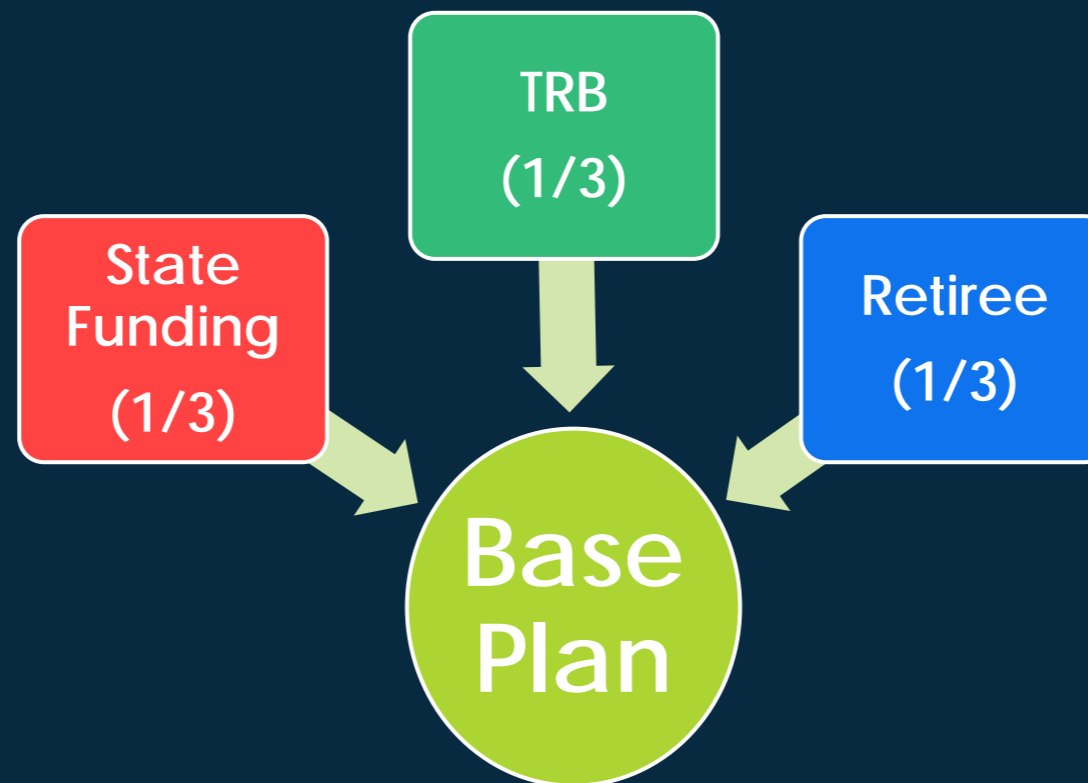 TRB
(1/3)
State
Funding
(1/3)
Retiree
(1/3)
Base
Plan